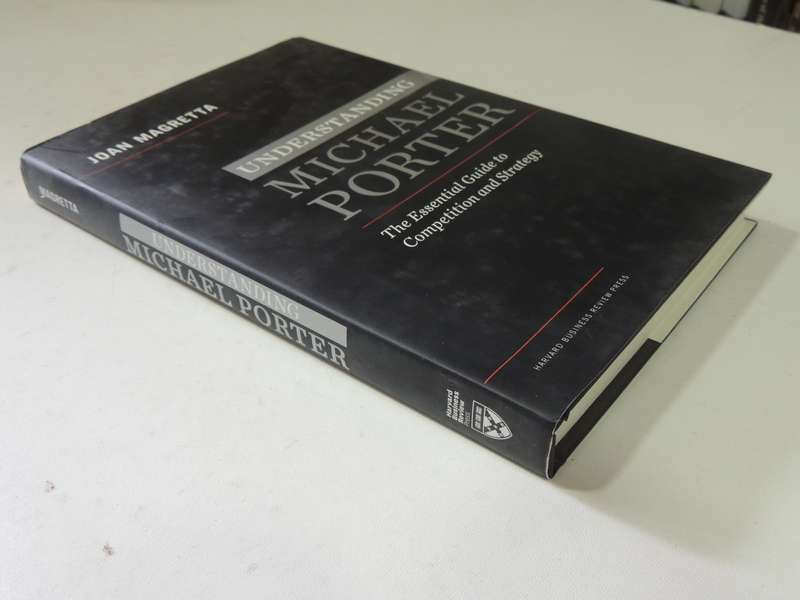 JOAN MAGRETTA
UNDERSTANDING
MICHAEL
PORTER
The Essential Guide to
Competition and Strategy
HARVARD BUSINESS REVIEW PRESS
MAGRETTA
UNDERSTANDING
MICHAEL PORTER
Harvard
Business
Review
Press